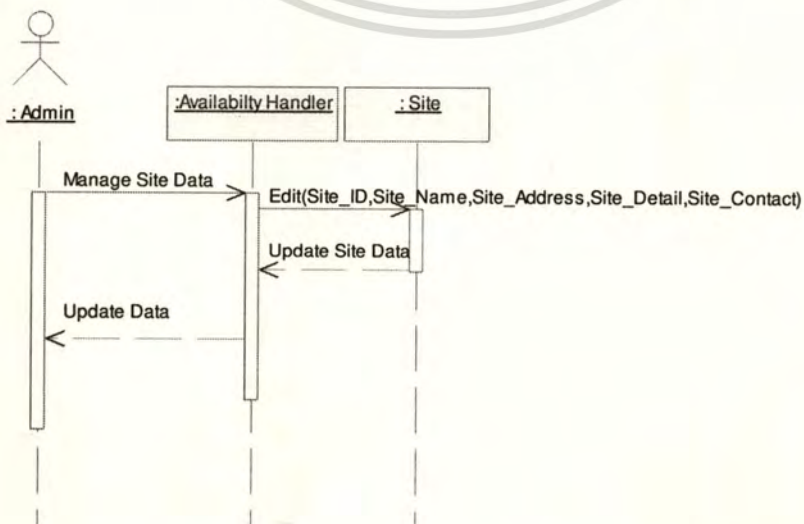 : Admin
:Availabilty Handler
: Site
Manage Site Data
Edit(Site_ID,Site_Name,Site_Address,Site_Detail,Site_Contact)
Update Site Data
Update Data